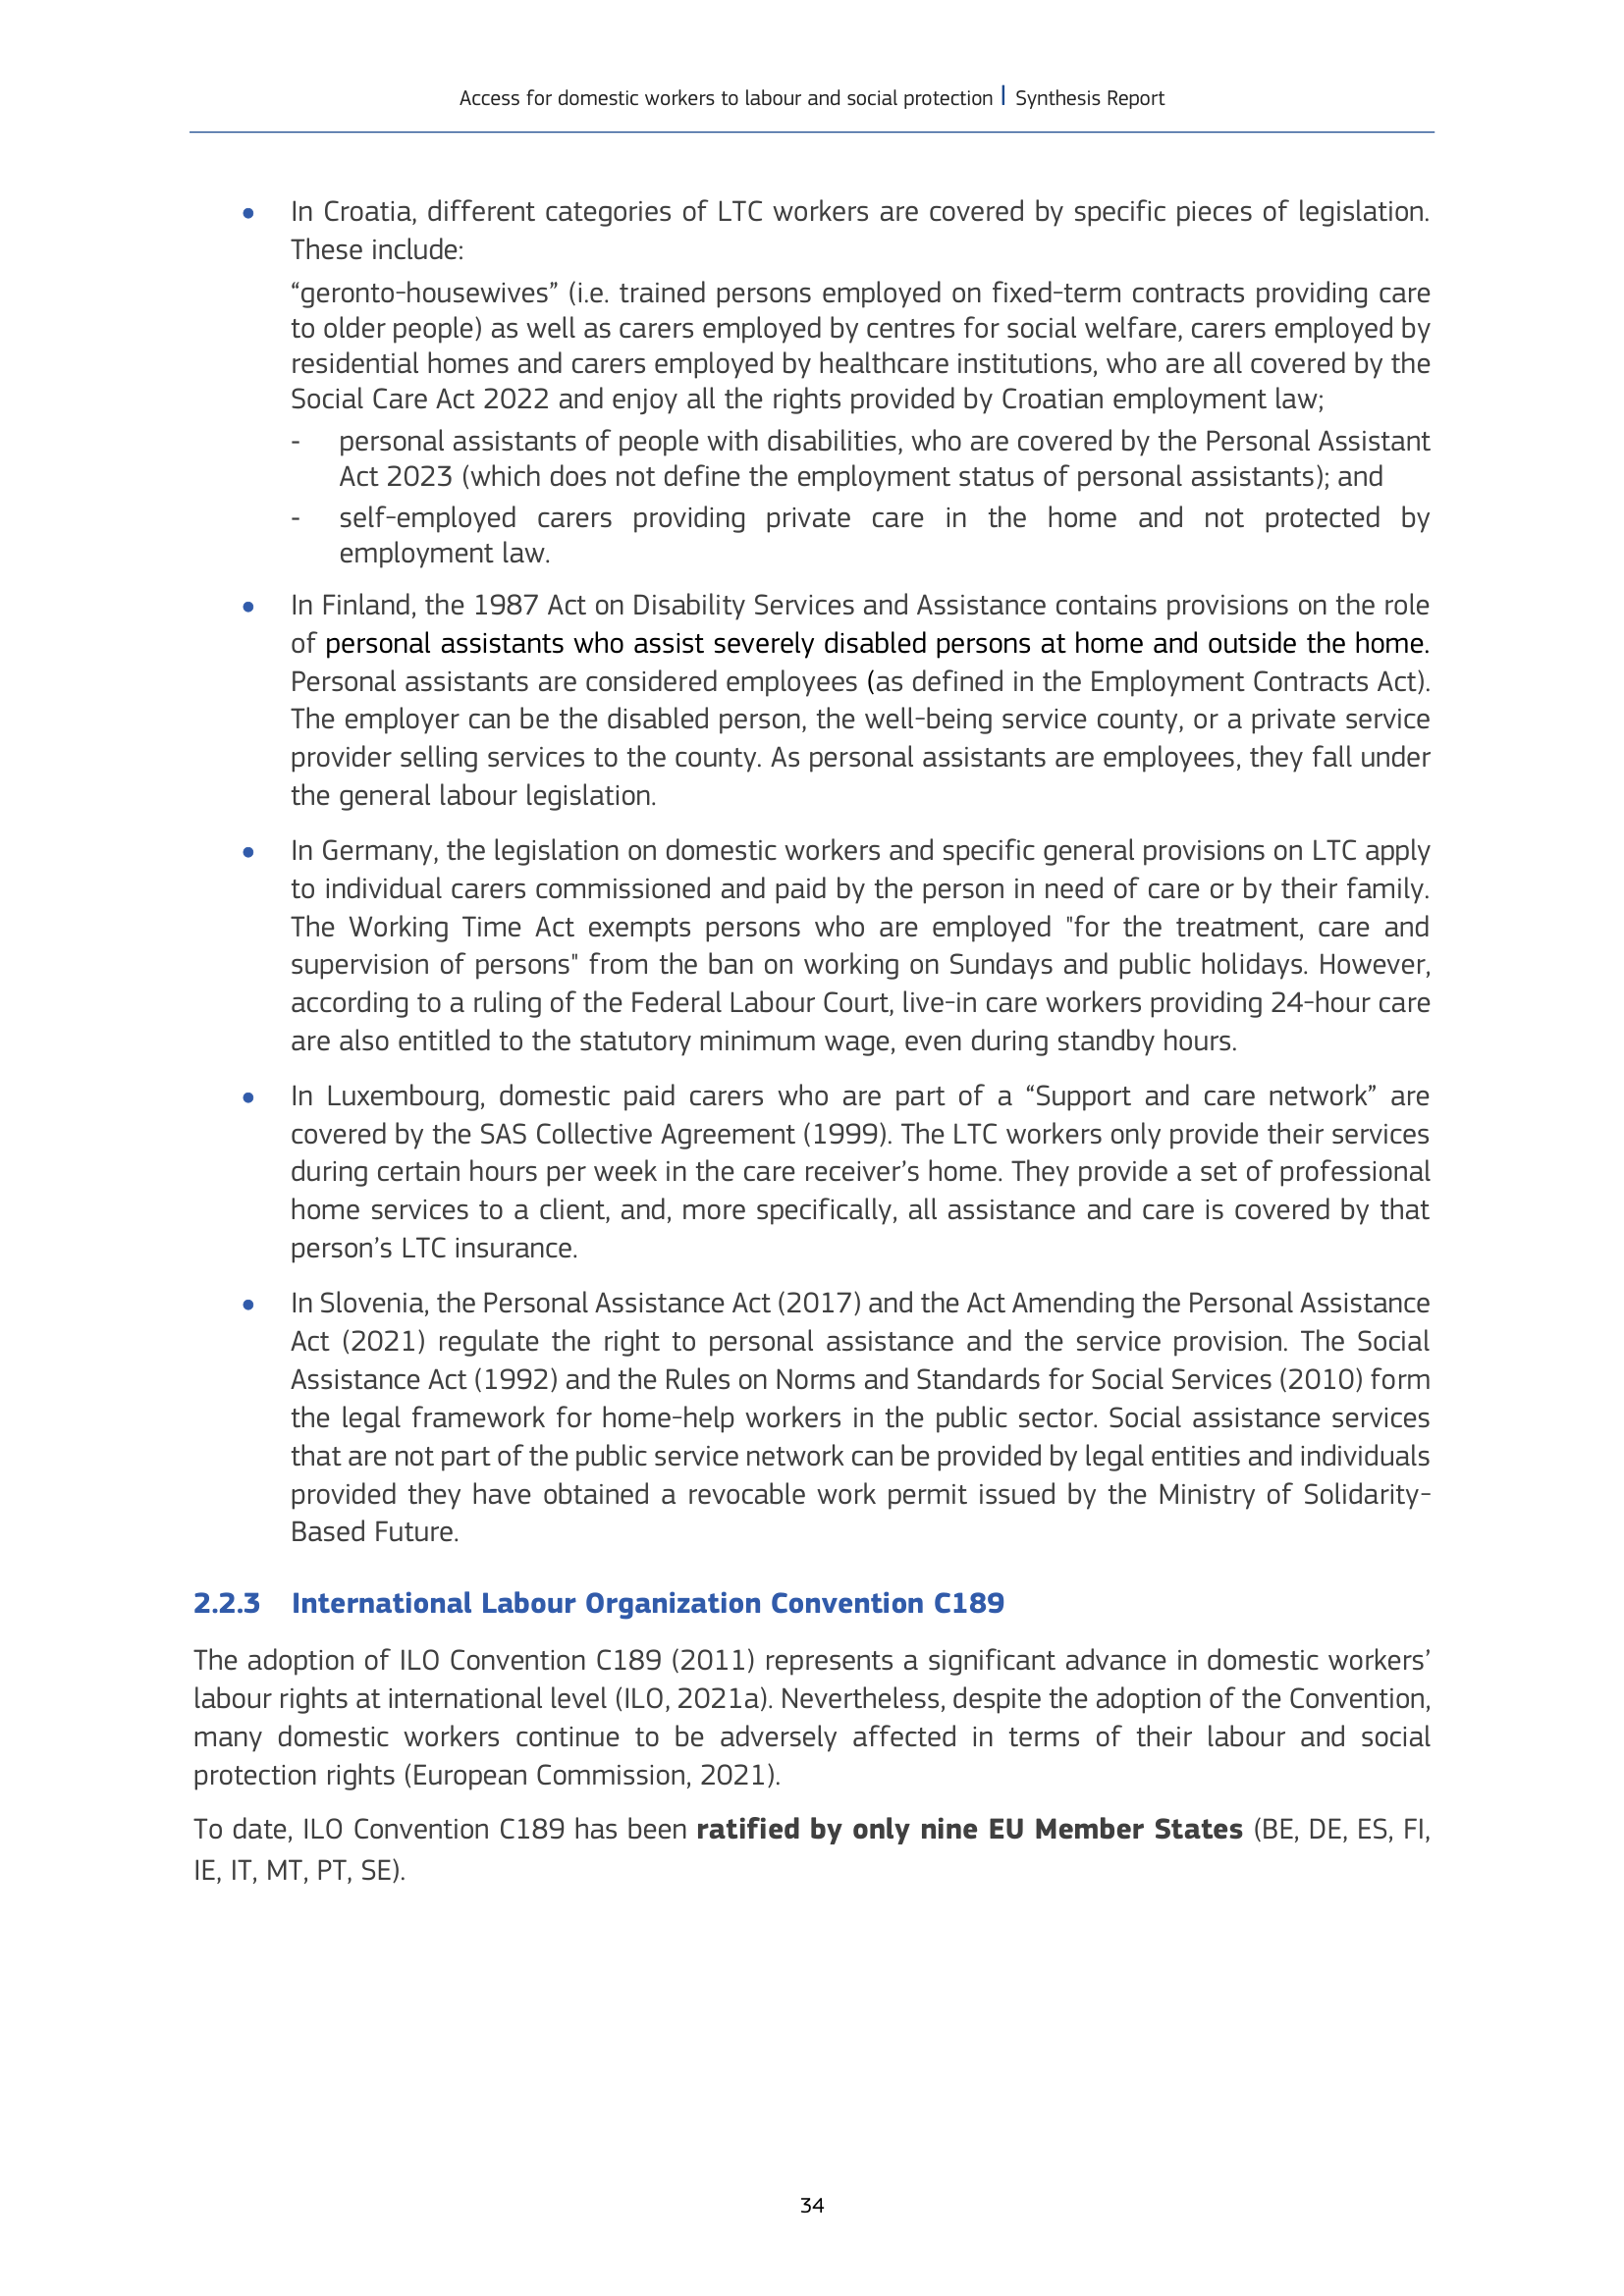 Access for domestic workers to labour and social protection | Synthesis Report
• In Croatia, different categories of LTC workers are covered by specific pieces of legislation.
These include:
“geronto-housewives” (i.e. trained persons employed on fixed-term contracts providing care
to older people) as well as carers employed by centres for social welfare, carers employed by
residential homes and carers employed by healthcare institutions, who are all covered by the
Social Care Act 2022 and enjoy all the rights provided by Croatian employment law;
- personal assistants of people with disabilities, who are covered by the Personal Assistant
Act 2023 (which does not define the employment status of personal assistants); and
- self-employed carers providing private care in the home and not protected by
employment law.
• In Finland, the 1987 Act on Disability Services and Assistance contains provisions on the role
of personal assistants who assist severely disabled persons at home and outside the home.
Personal assistants are considered employees (as defined in the Employment Contracts Act).
The employer can be the disabled person, the well-being service county, or a private service
provider selling services to the county. As personal assistants are employees, they fall under
the general labour legislation.
• In Germany, the legislation on domestic workers and specific general provisions on LTC apply
to individual carers commissioned and paid by the person in need of care or by their family.
The Working Time Act exempts persons who are employed "for the treatment, care and
supervision of persons" from the ban on working on Sundays and public holidays. However,
according to a ruling of the Federal Labour Court, live-in care workers providing 24-hour care
are also entitled to the statutory minimum wage, even during standby hours.
• In Luxembourg, domestic paid carers who are part of a “Support and care network” are
covered by the SAS Collective Agreement (1999). The LTC workers only provide their services
during certain hours per week in the care receiver’s home. They provide a set of professional
home services to a client, and, more specifically, all assistance and care is covered by that
person’s LTC insurance.
• In Slovenia, the Personal Assistance Act (2017) and the Act Amending the Personal Assistance
Act (2021) regulate the right to personal assistance and the service provision. The Social
Assistance Act (1992) and the Rules on Norms and Standards for Social Services (2010) form
the legal framework for home-help workers in the public sector. Social assistance services
that are not part of the public service network can be provided by legal entities and individuals
provided they have obtained a revocable work permit issued by the Ministry of Solidarity-
Based Future.
2.2.3 International Labour Organization Convention C189
The adoption of ILO Convention C189 (2011) represents a significant advance in domestic workers’
labour rights at international level (ILO, 2021a). Nevertheless, despite the adoption of the Convention,
many domestic workers continue to be adversely affected in terms of their labour and social
protection rights (European Commission, 2021).
To date, ILO Convention C189 has been ratified by only nine EU Member States (BE, DE, ES, FI,
IE, IT, MT, PT, SE).
34